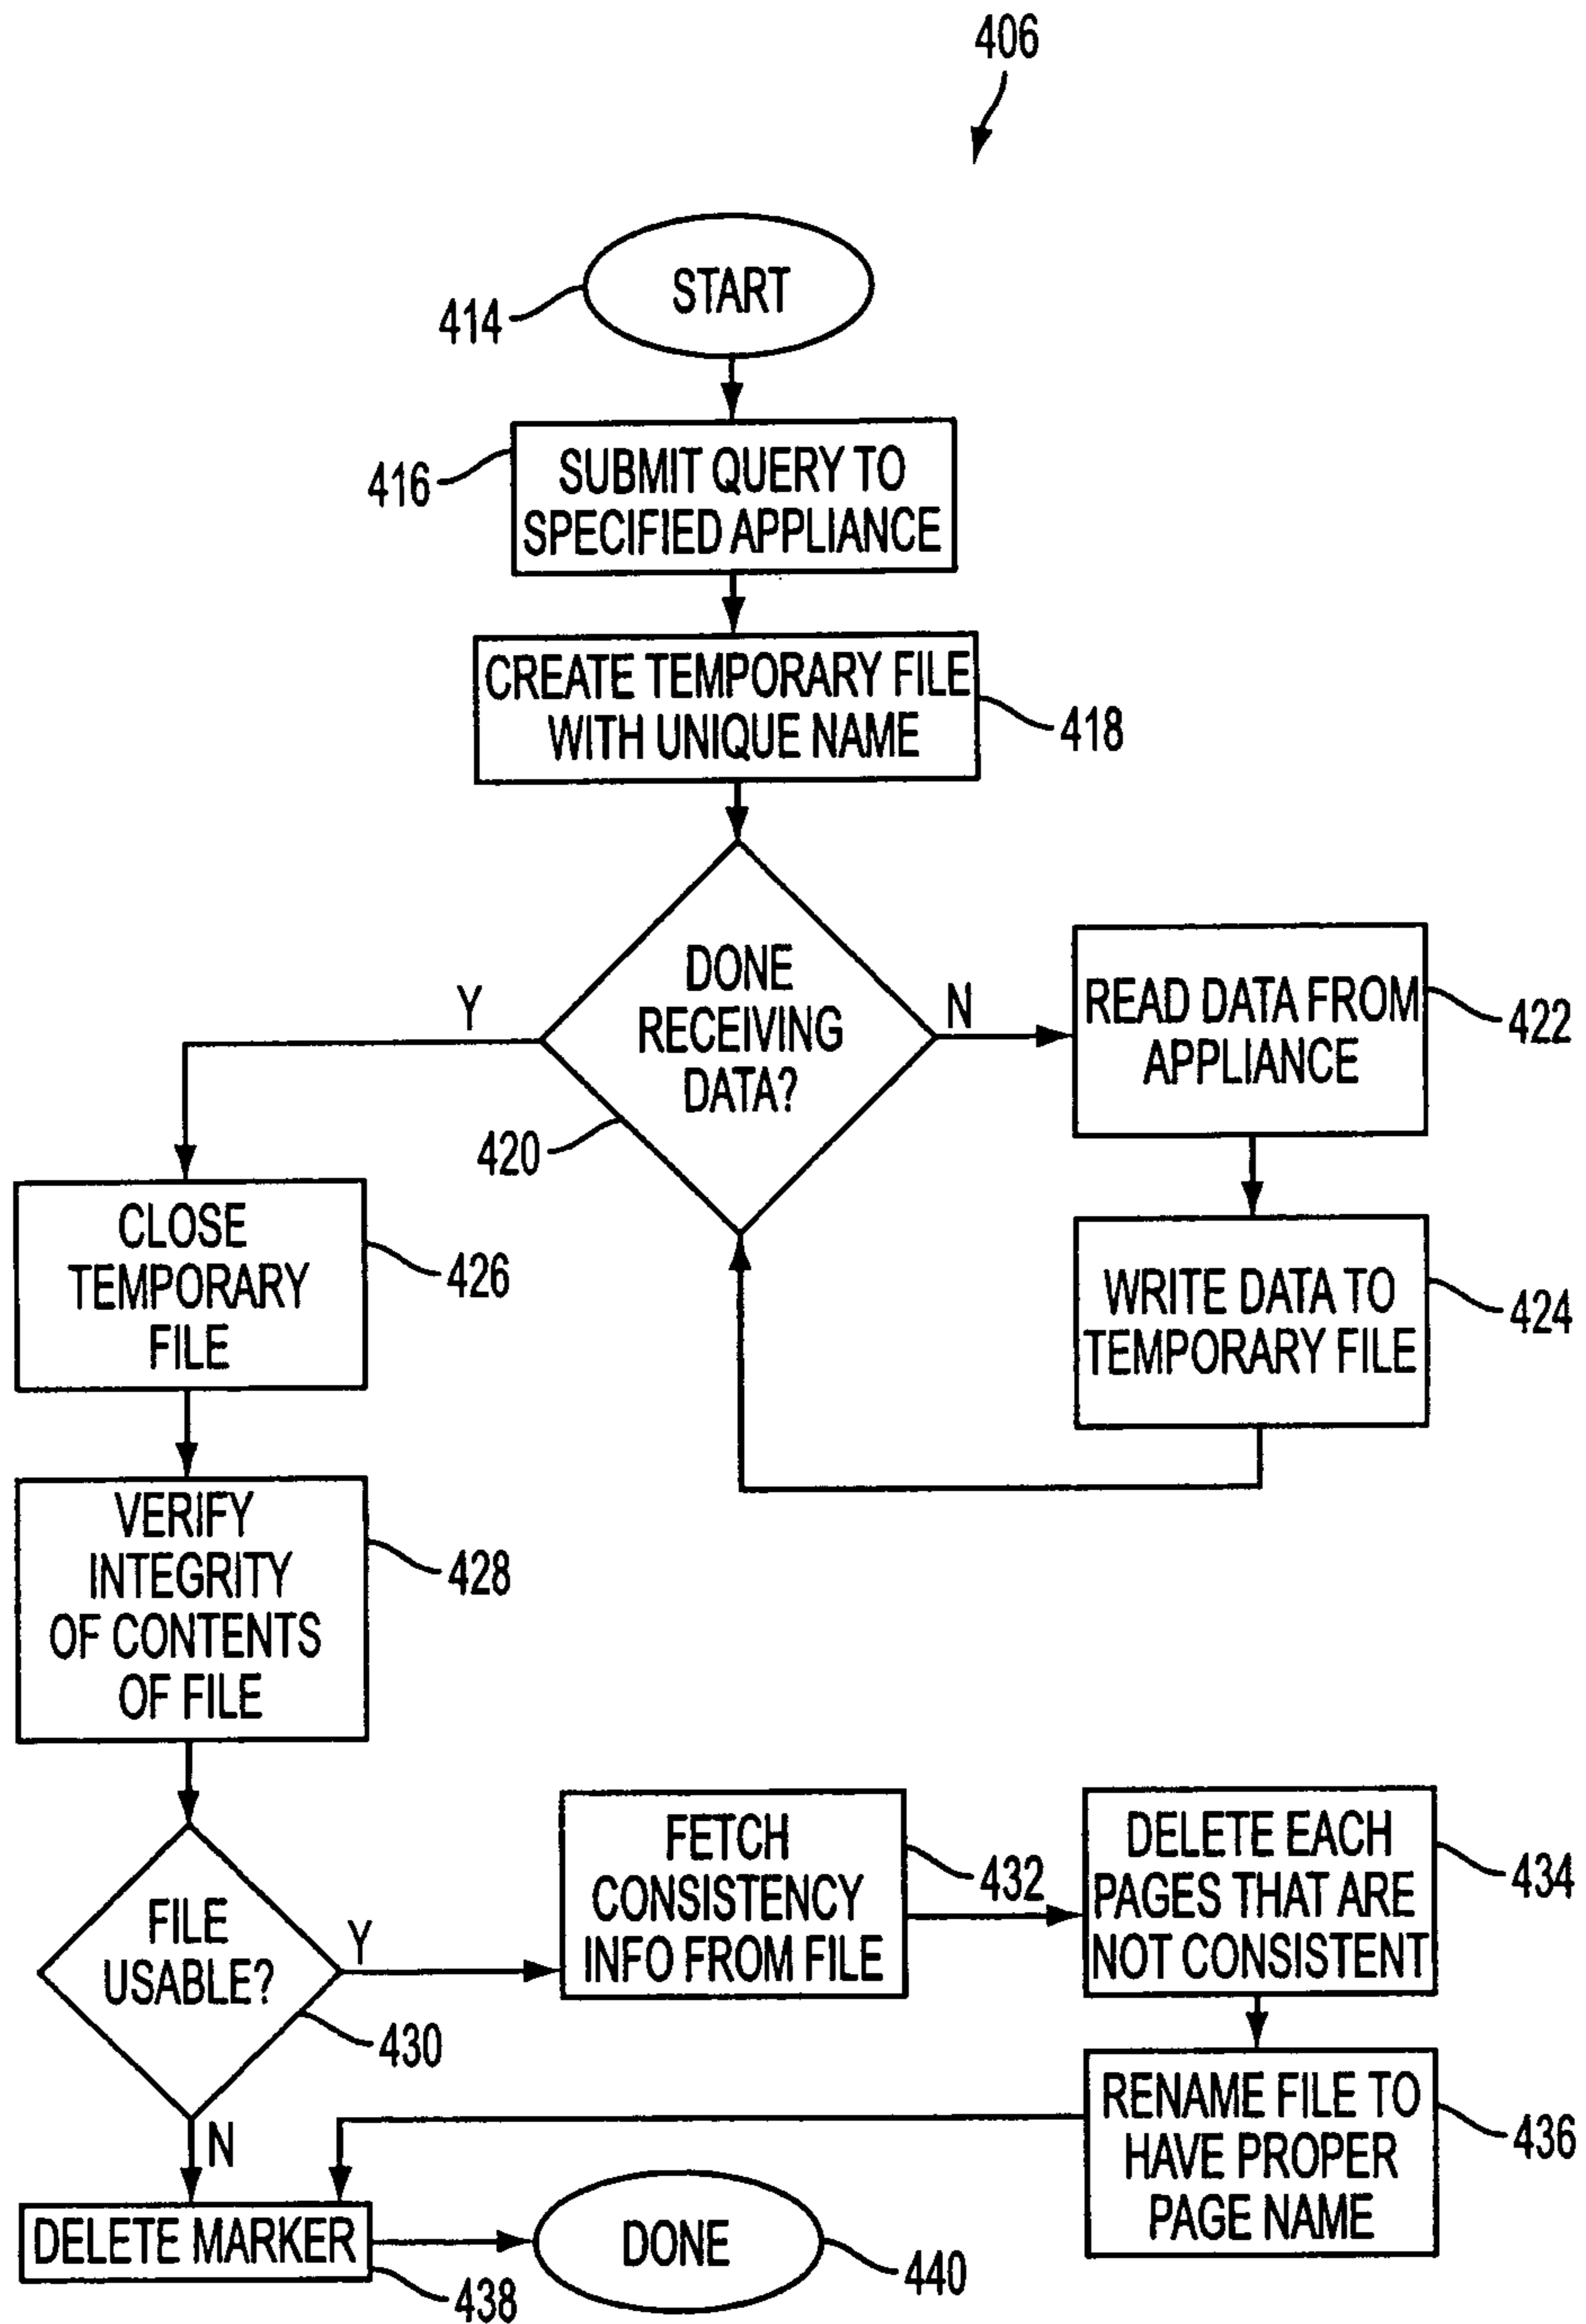 406
START
414
SUBMIT QUERY TO
SPECIFIED APPLIANCE
416
CREATE TEMPORARY FILE
WITH UNIQUE NAME
418
DONE
RECEIVING
DATA?
420
Y
N
READ DATA FROM
APPLIANCE
422
WRITE DATA TO
TEMPORARY FILE
424
CLOSE
TEMPORARY
FILE
426
VERIFY
INTEGRITY
OF CONTENTS
OF FILE
428
FILE
USABLE?
430
Y
N
FETCH
CONSISTENCY
INFO FROM FILE
432
DELETE EACH
PAGES THAT ARE
NOT CONSISTENT
434
RENAME FILE TO
HAVE PROPER
PAGE NAME
436
DELETE MARKER
438
DONE
440